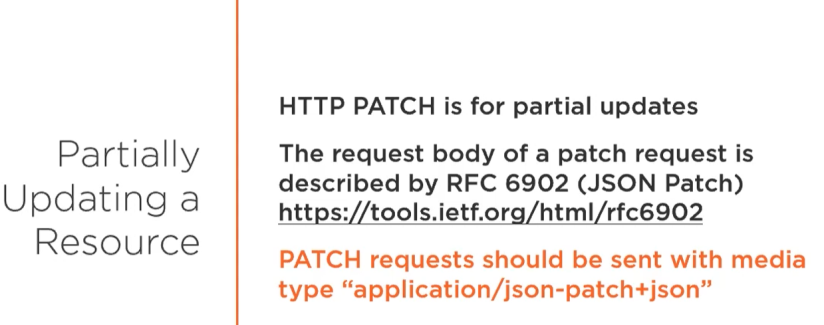 Partially
Updating a
Resource
HTTP PATCH is for partial updates
The request body of a patch request is
described by RFC 6902 (JSON Patch)
https://tools.ietf.org/html/rfc6902
PATCH requests should be sent with media
type “application/json-patch+json”